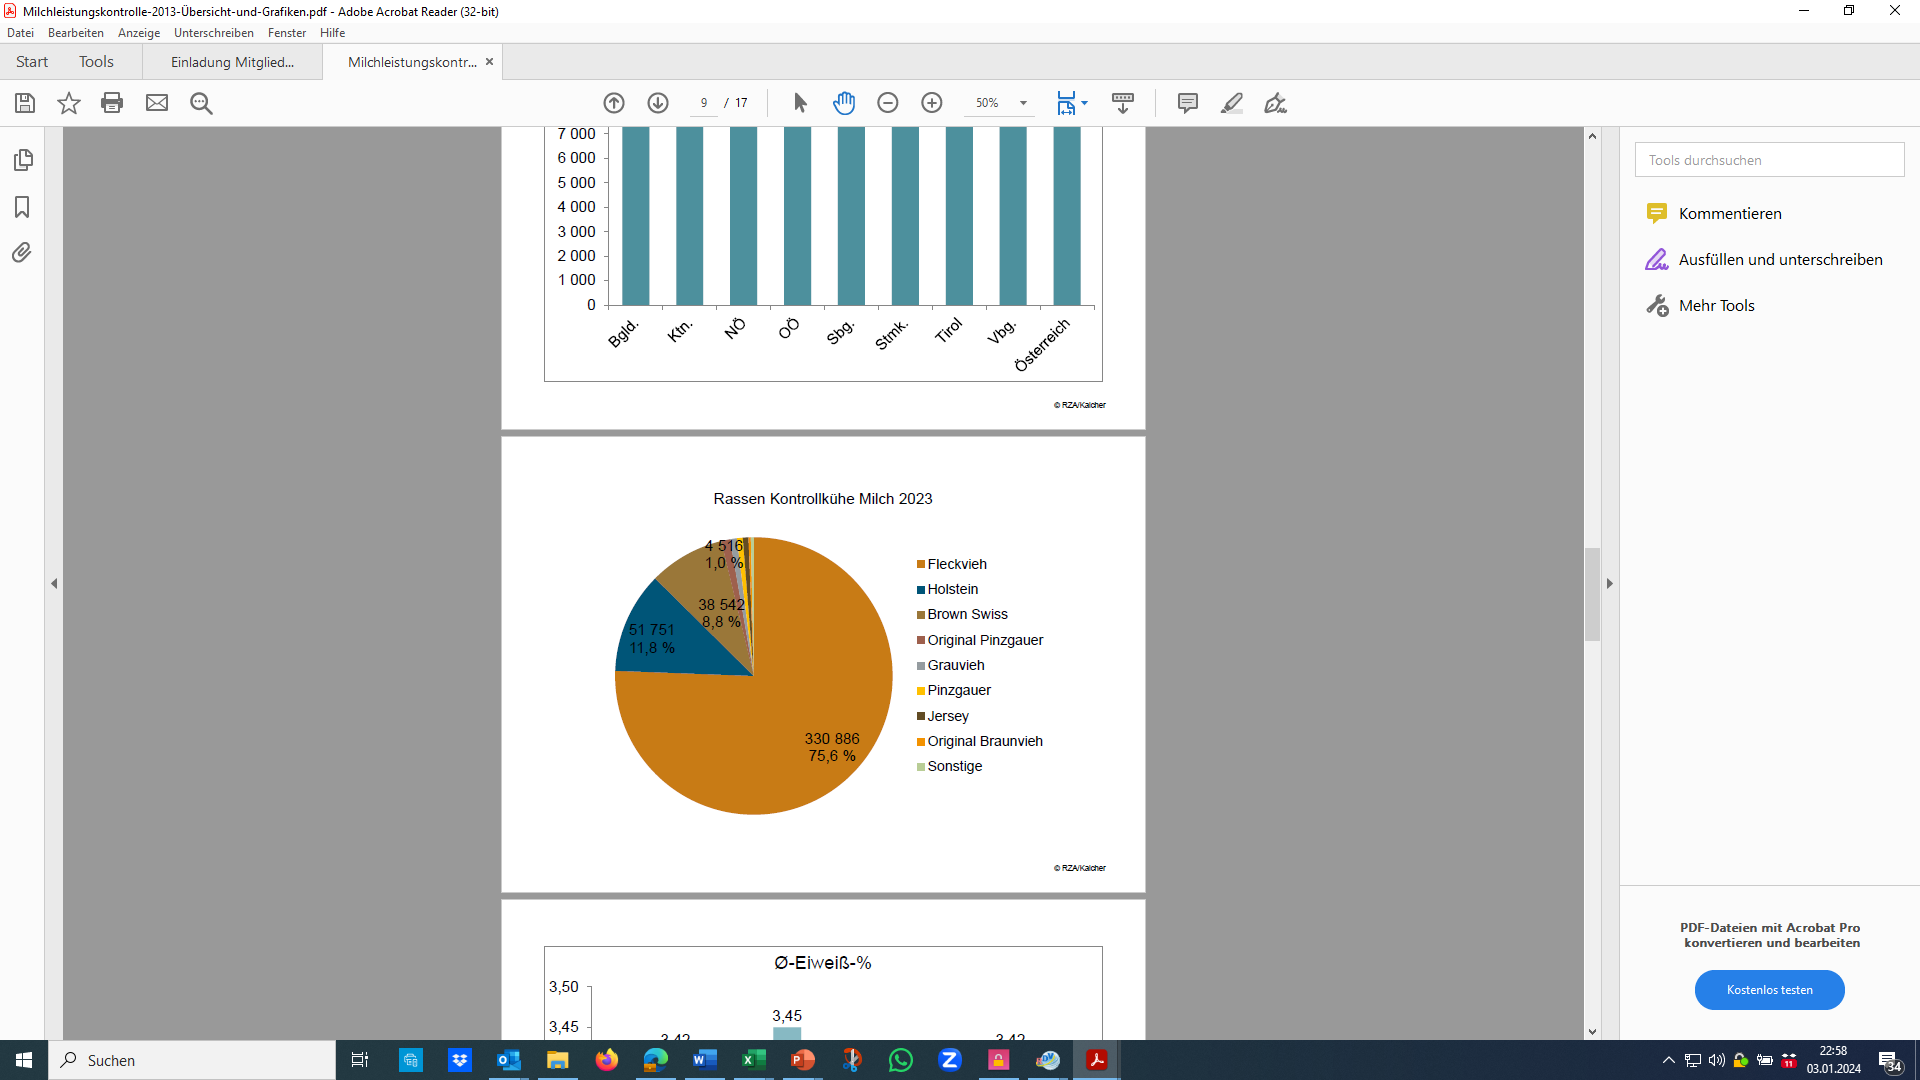 Milchleistungskontrolle-2013-Übersicht-und-Grafiken.pdf - Adobe Acrobat Reader (32-bit)
Datei Bearbeiten Anzeige Unterschreiben Fenster Hilfe
Start Tools Einladung Mitglied... Milchleistungskontr... ×
9 / 17 50%
7 000
6 000
5 000
4 000
3 000
2 000
1 000
0
Bgld. Ktn. NÖ OÖ Sbg. Stmk. Tirol Vbg. Österreich
© RZA/Kalcher
Rassen Kontrollkühe Milch 2023
4 516
1,0 %
38 542
8,8 %
51 751
11,8 %
330 886
75,6 %
Fleckvieh
Holstein
Brown Swiss
Original Pinzgauer
Grauvieh
Pinzgauer
Jersey
Original Braunvieh
Sonstige
© RZA/Kalcher
Ø-Eiweiß-%
3,50
3,45
3,45
3,42
3,42
Tools durchsuchen
Kommentieren
Ausfüllen und unterschreiben
Mehr Tools
PDF-Dateien mit Acrobat Pro
konvertieren und bearbeiten
Kostenlos testen
Suchen
11
22:58
03.01.2024
34